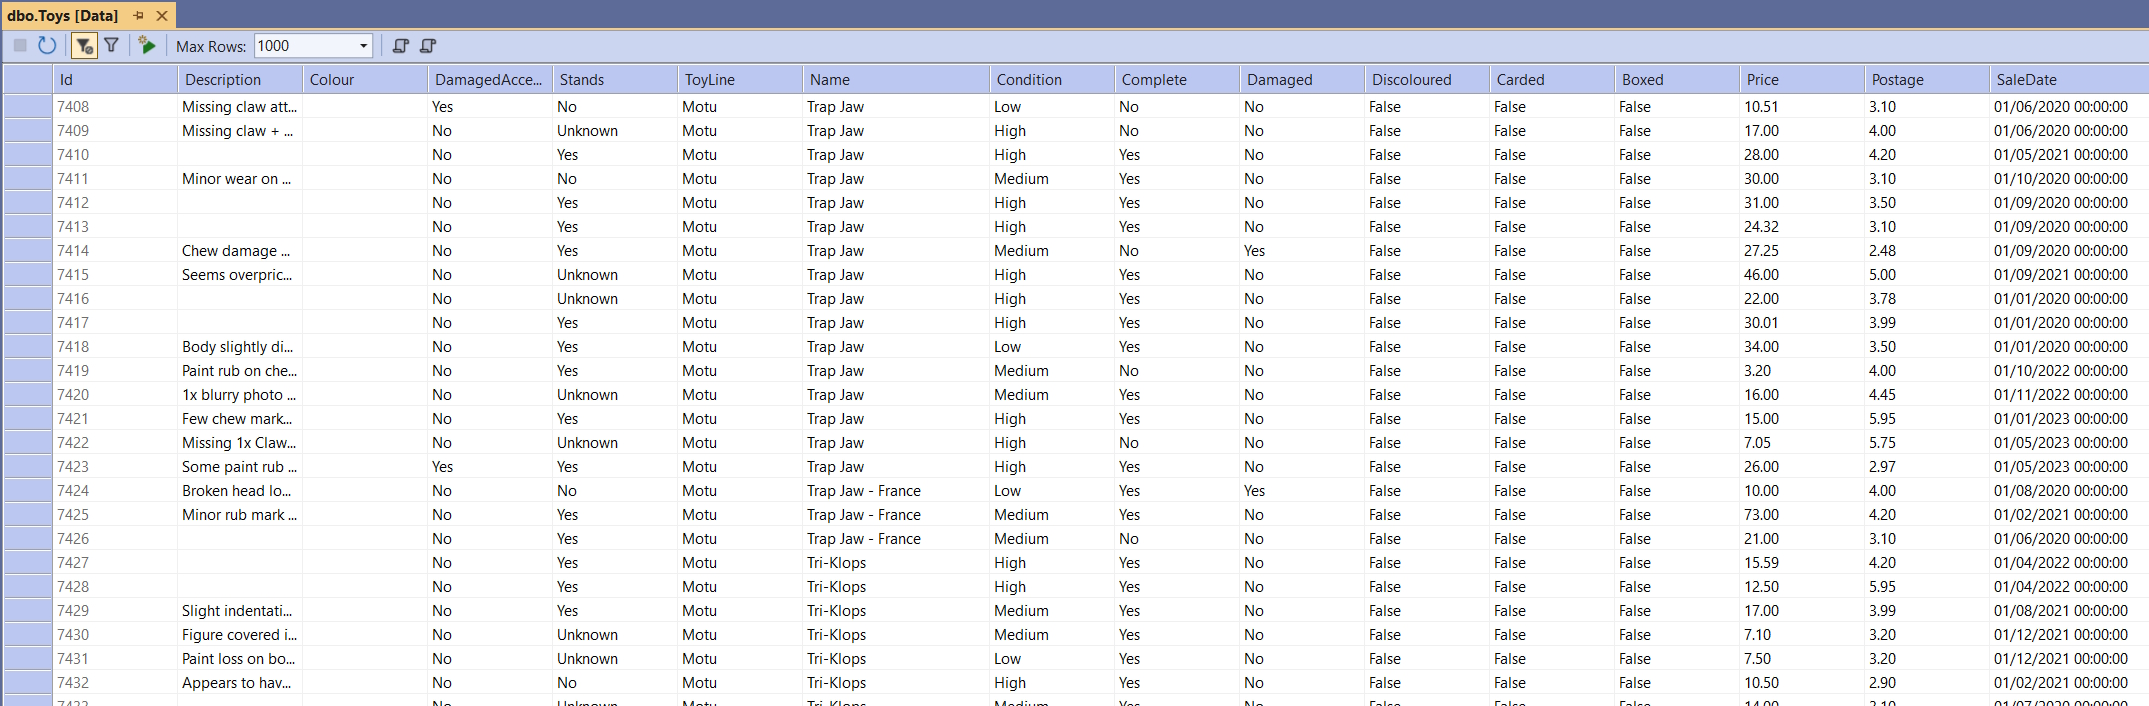 dbo.Toys [Data]
Max Rows: 1000
Id Description Colour DamagedAcce... Stands ToyLine Name Condition Complete Damaged Discoloured Carded Boxed Price Postage SaleDate
7408 Missing claw att... Yes No Motu Trap Jaw Low No No False False False 10.51 3.10 01/06/2020 00:00:00
7409 Missing claw + ... No Unknown Motu Trap Jaw High No No False False False 17.00 4.00 01/06/2020 00:00:00
7410 No Yes Motu Trap Jaw High Yes No False False False 28.00 4.20 01/05/2021 00:00:00
7411 Minor wear on ... No No Motu Trap Jaw Medium Yes No False False False 30.00 3.10 01/10/2020 00:00:00
7412 No Yes Motu Trap Jaw High Yes No False False False 31.00 3.50 01/09/2020 00:00:00
7413 No Yes Motu Trap Jaw High Yes No False False False 24.32 3.10 01/09/2020 00:00:00
7414 Chew damage ... No Yes Motu Trap Jaw Medium No Yes False False False 27.25 2.48 01/09/2020 00:00:00
7415 Seems overpric... No Unknown Motu Trap Jaw High Yes No False False False 46.00 5.00 01/09/2021 00:00:00
7416 No Unknown Motu Trap Jaw High Yes No False False False 22.00 3.78 01/01/2020 00:00:00
7417 No Yes Motu Trap Jaw High Yes No False False False 30.01 3.99 01/01/2020 00:00:00
7418 Body slightly di... No Yes Motu Trap Jaw Low Yes No False False False 34.00 3.50 01/01/2020 00:00:00
7419 Paint rub on che... No Yes Motu Trap Jaw Medium No No False False False 3.20 4.00 01/10/2022 00:00:00
7420 1x blurry photo ... No Unknown Motu Trap Jaw Medium Yes No False False False 16.00 4.45 01/11/2022 00:00:00
7421 Few chew mark... No Yes Motu Trap Jaw High Yes No False False False 15.00 5.95 01/01/2023 00:00:00
7422 Missing 1x Claw... No Unknown Motu Trap Jaw High No No False False False 7.05 5.75 01/05/2023 00:00:00
7423 Some paint rub ... Yes Yes Motu Trap Jaw High Yes No False False False 26.00 2.97 01/05/2023 00:00:00
7424 Broken head lo... No No Motu Trap Jaw - France Low Yes Yes False False False 10.00 4.00 01/08/2020 00:00:00
7425 Minor rub mark ... No Yes Motu Trap Jaw - France Medium Yes No False False False 73.00 4.20 01/02/2021 00:00:00
7426 No Yes Motu Trap Jaw - France Medium No No False False False 21.00 3.10 01/06/2020 00:00:00
7427 No Yes Motu Tri-Klops High Yes No False False False 15.59 4.20 01/04/2022 00:00:00
7428 No Yes Motu Tri-Klops High Yes No False False False 12.50 5.95 01/04/2022 00:00:00
7429 Slight indentati... No Yes Motu Tri-Klops Medium Yes No False False False 17.00 3.99 01/08/2021 00:00:00
7430 Figure covered i... No Unknown Motu Tri-Klops Medium Yes No False False False 7.10 3.20 01/12/2021 00:00:00
7431 Paint loss on bo... No Unknown Motu Tri-Klops Low Yes No False False False 7.50 3.20 01/12/2021 00:00:00
7432 Appears to hav... No No Motu Tri-Klops High Yes No False False False 10.50 2.90 01/02/2021 00:00:00